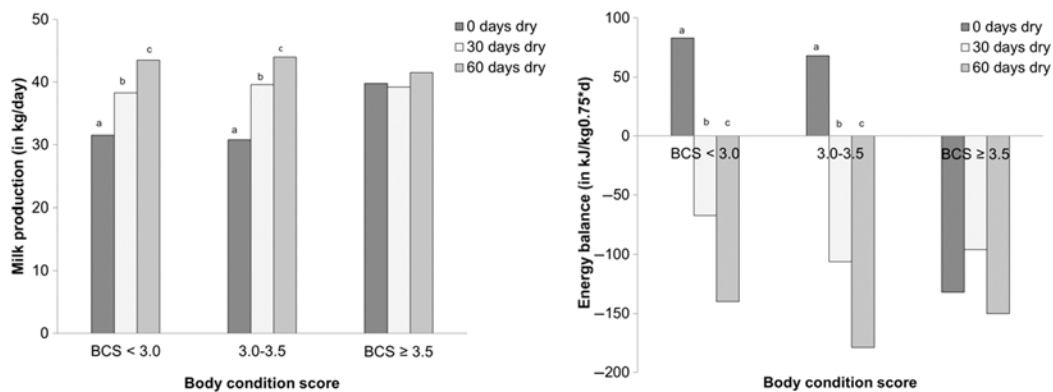 50
40
30
20
10
0
Milk production (in kg/day)
a
b
c
a
b
c
0 days dry
30 days dry
60 days dry
BCS < 3.0
3.0-3.5
BCS ≥ 3.5
Body condition score
100
50
0
−50
−100
−150
−200
Energy balance (in kJ/kg0.75*d)
a
a
b
c
b
c
0 days dry
30 days dry
60 days dry
BCS < 3.0
3.0-3.5
BCS ≥ 3.5
Body condition score